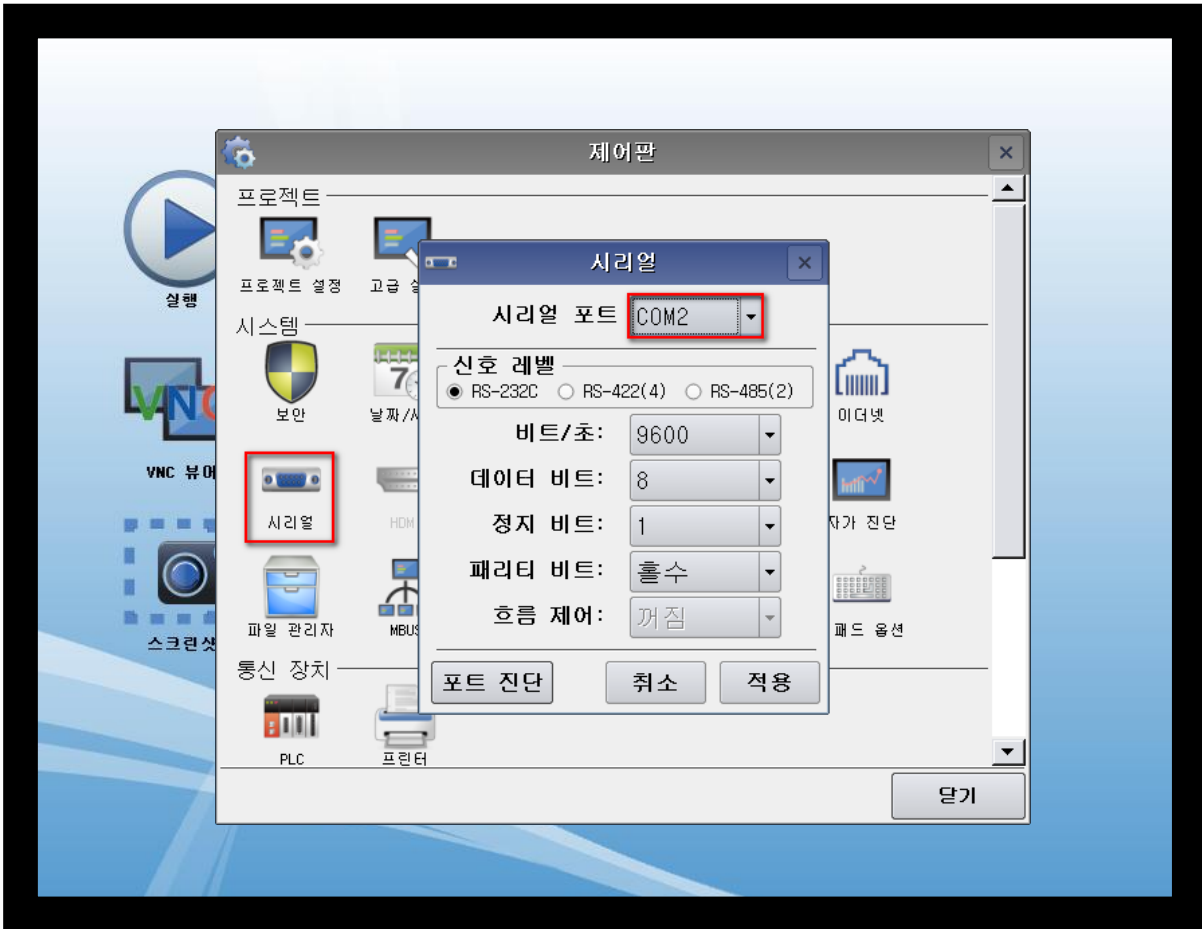 제어판
프로젝트
프로젝트 설정
고급
실행
시스템
보안
날짜/
이더넷
VNC
VNC 뷰어
시리얼
HDM
자가 진단
파일 관리자
MBUS
패드 옵션
스크린샷
통신 장치
PLC
프린터
닫기
시리얼
시리얼 포트 COM2
신호 레벨
RS-232C RS-422(4) RS-485(2)
비트/초: 9600
데이터 비트: 8
정지 비트: 1
패리티 비트: 홀수
흐름 제어: 꺼짐
포트 진단 취소 적용